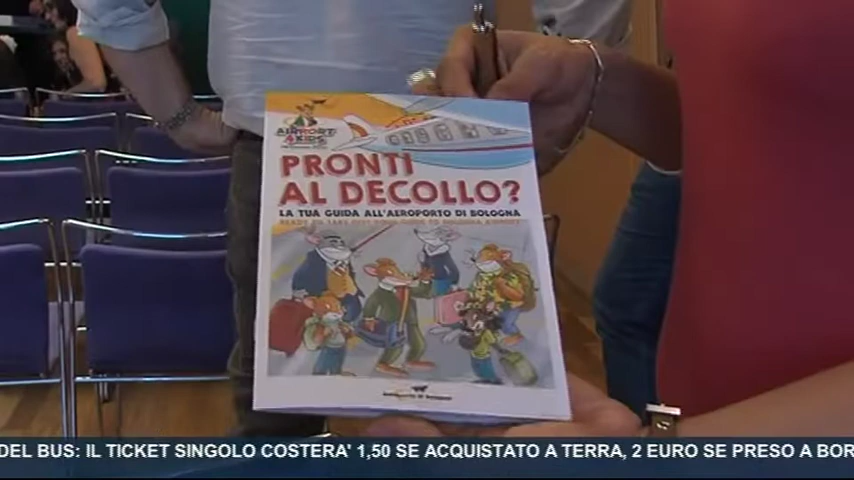 AIRPORT
4 KIDS
PRONTI
AL DECOLLO?
LA TUA GUIDA ALL'AEROPORTO DI BOLOGNA
DEL BUS: IL TICKET SINGOLO COSTERA' 1,50 SE ACQUISTATO A TERRA, 2 EURO SE PRESO A BOR